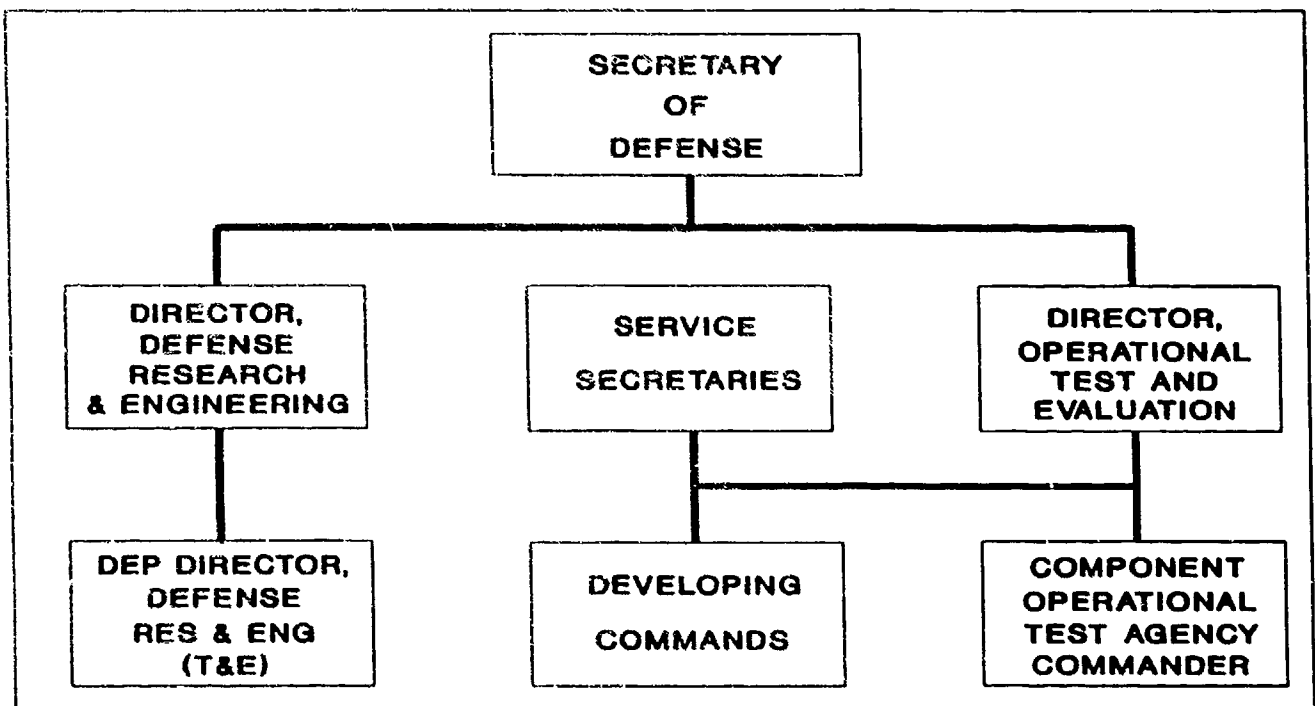 SECRETARY
OF
DEFENSE
DIRECTOR,
DEFENSE
RESEARCH
& ENGINEERING
SERVICE
SECRETARIES
DIRECTOR,
OPERATIONAL
TEST AND
EVALUATION
DEP DIRECTOR,
DEFENSE
RES & ENG
(T&E)
DEVELOPING
COMMANDS
COMPONENT
OPERATIONAL
TEST AGENCY
COMMANDER